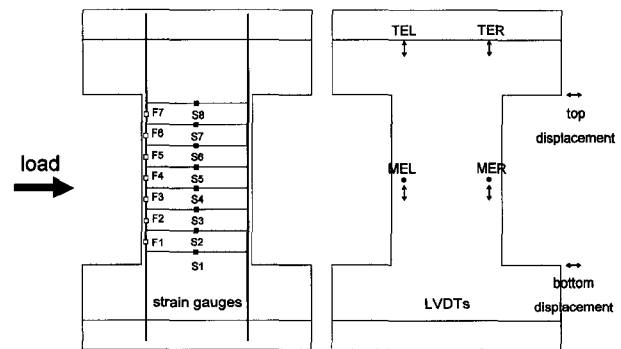 TEL TER
F7 S8
F6 S7
F5 S6
F4 S5
F3 S4
F2 S3
F1 S2
S1
load
strain gauges
MEL MER
LVDTs
top
displacement
bottom
displacement